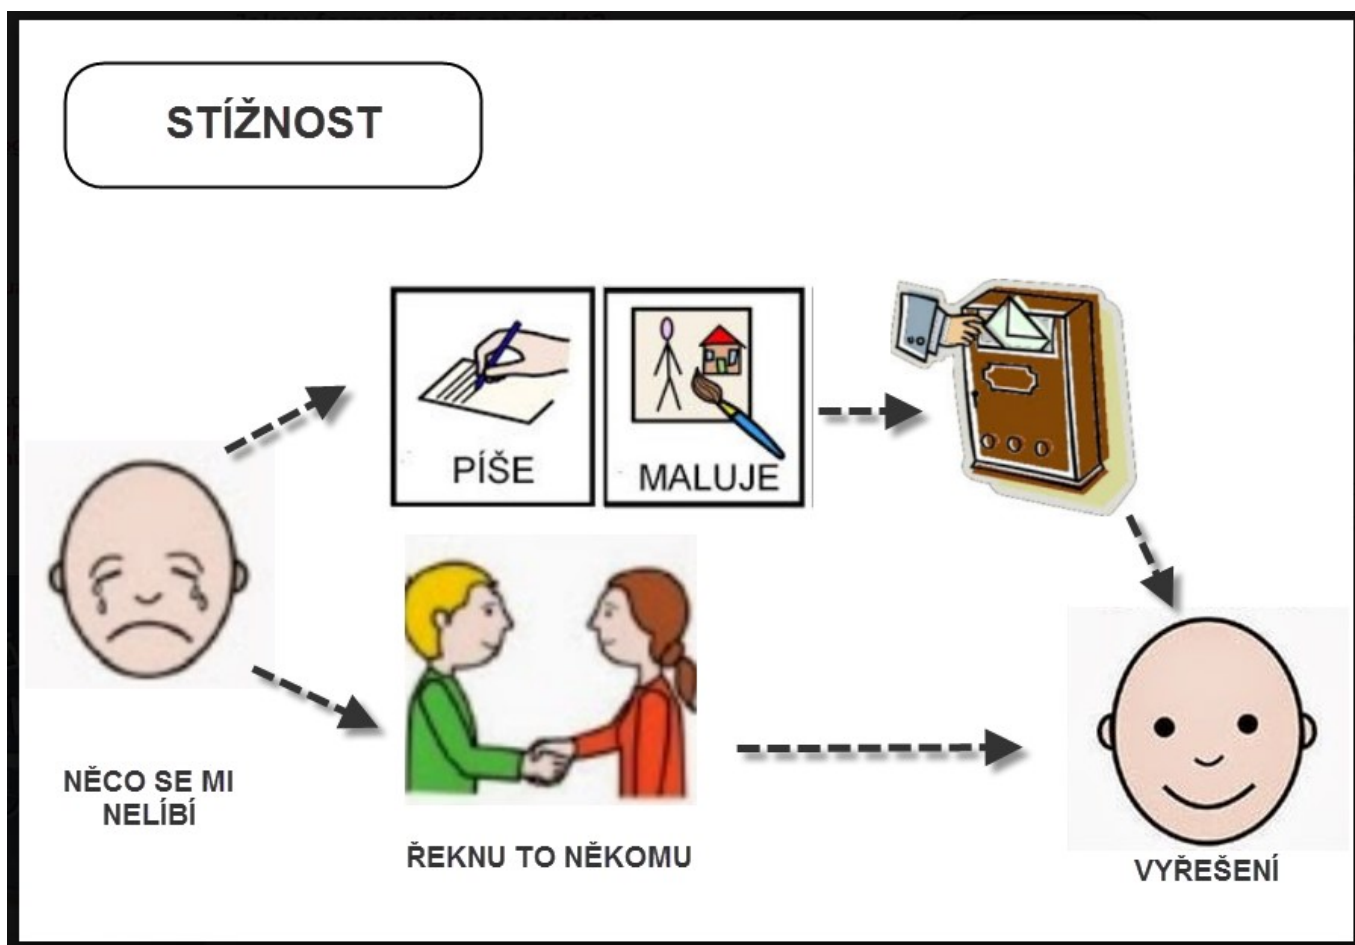 STÍŽNOST
PÍŠE
MALUJE
NĚCO SE MI
NELÍBÍ
ŘEKNU TO NĚKOMU
VYŘEŠENÍ